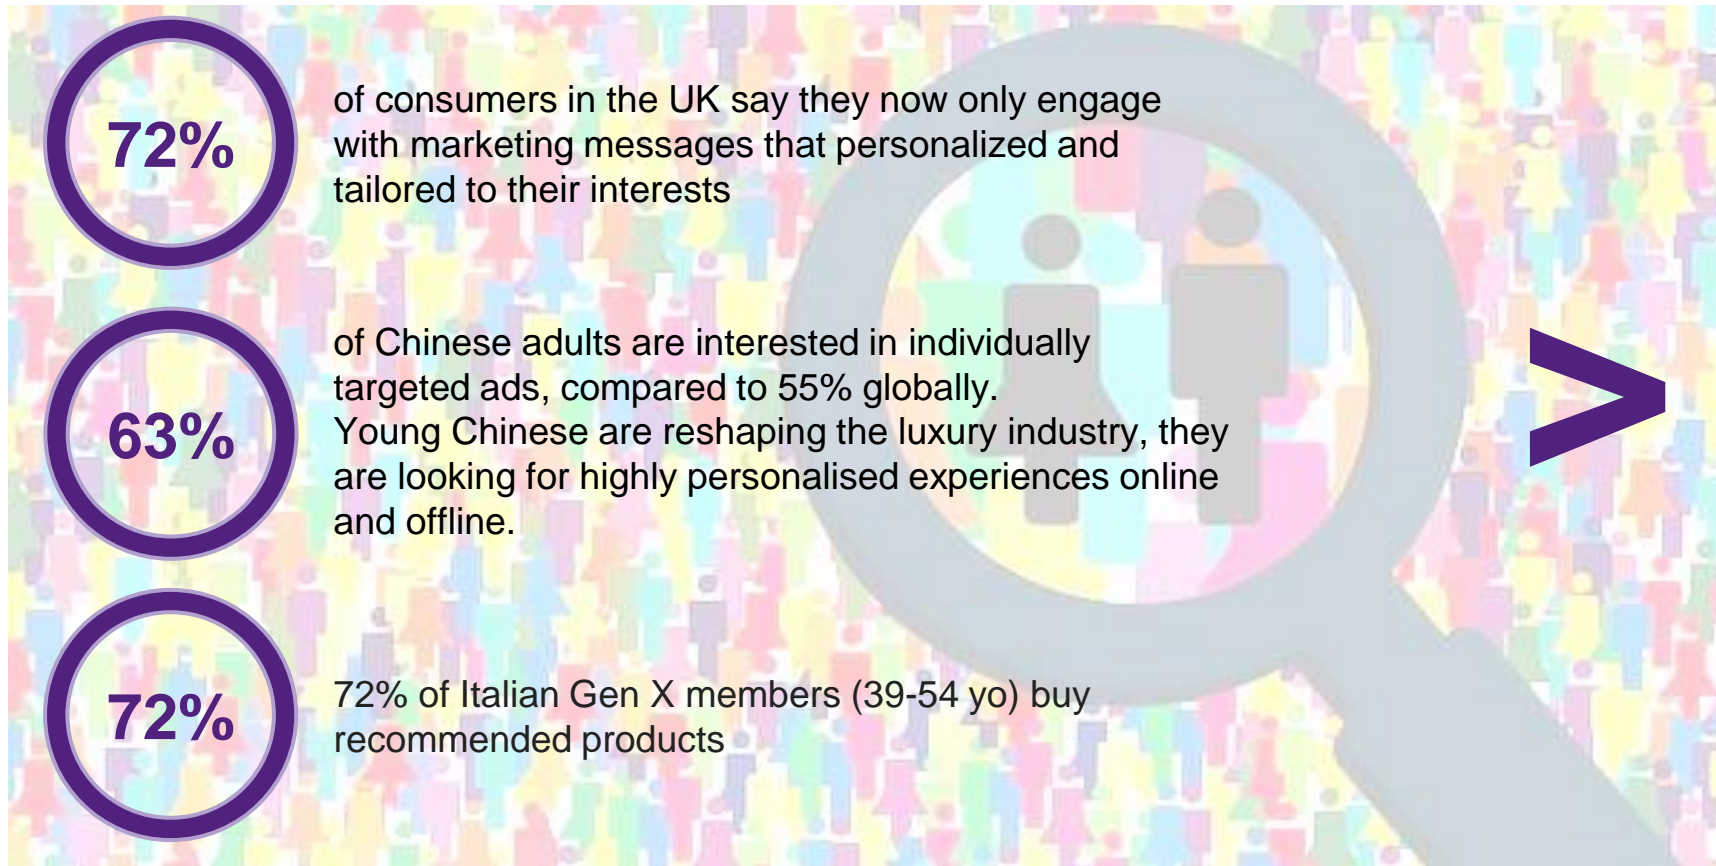 72%
of consumers in the UK say they now only engage
with marketing messages that personalized and
tailored to their interests
63%
of Chinese adults are interested in individually
targeted ads, compared to 55% globally.
Young Chinese are reshaping the luxury industry, they
are looking for highly personalised experiences online
and offline.
>
72%
72% of Italian Gen X members (39-54 yo) buy
recommended products